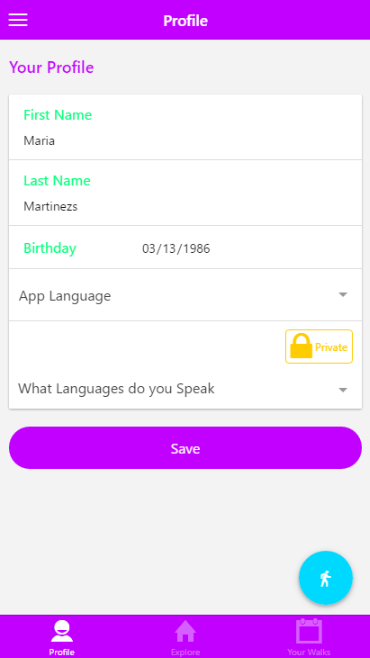 Profile
Your Profile
First Name
Maria
Last Name
Martinezs
Birthday 03/13/1986
App Language
Private
What Languages do you Speak
Save
Profile Explore Your Walks